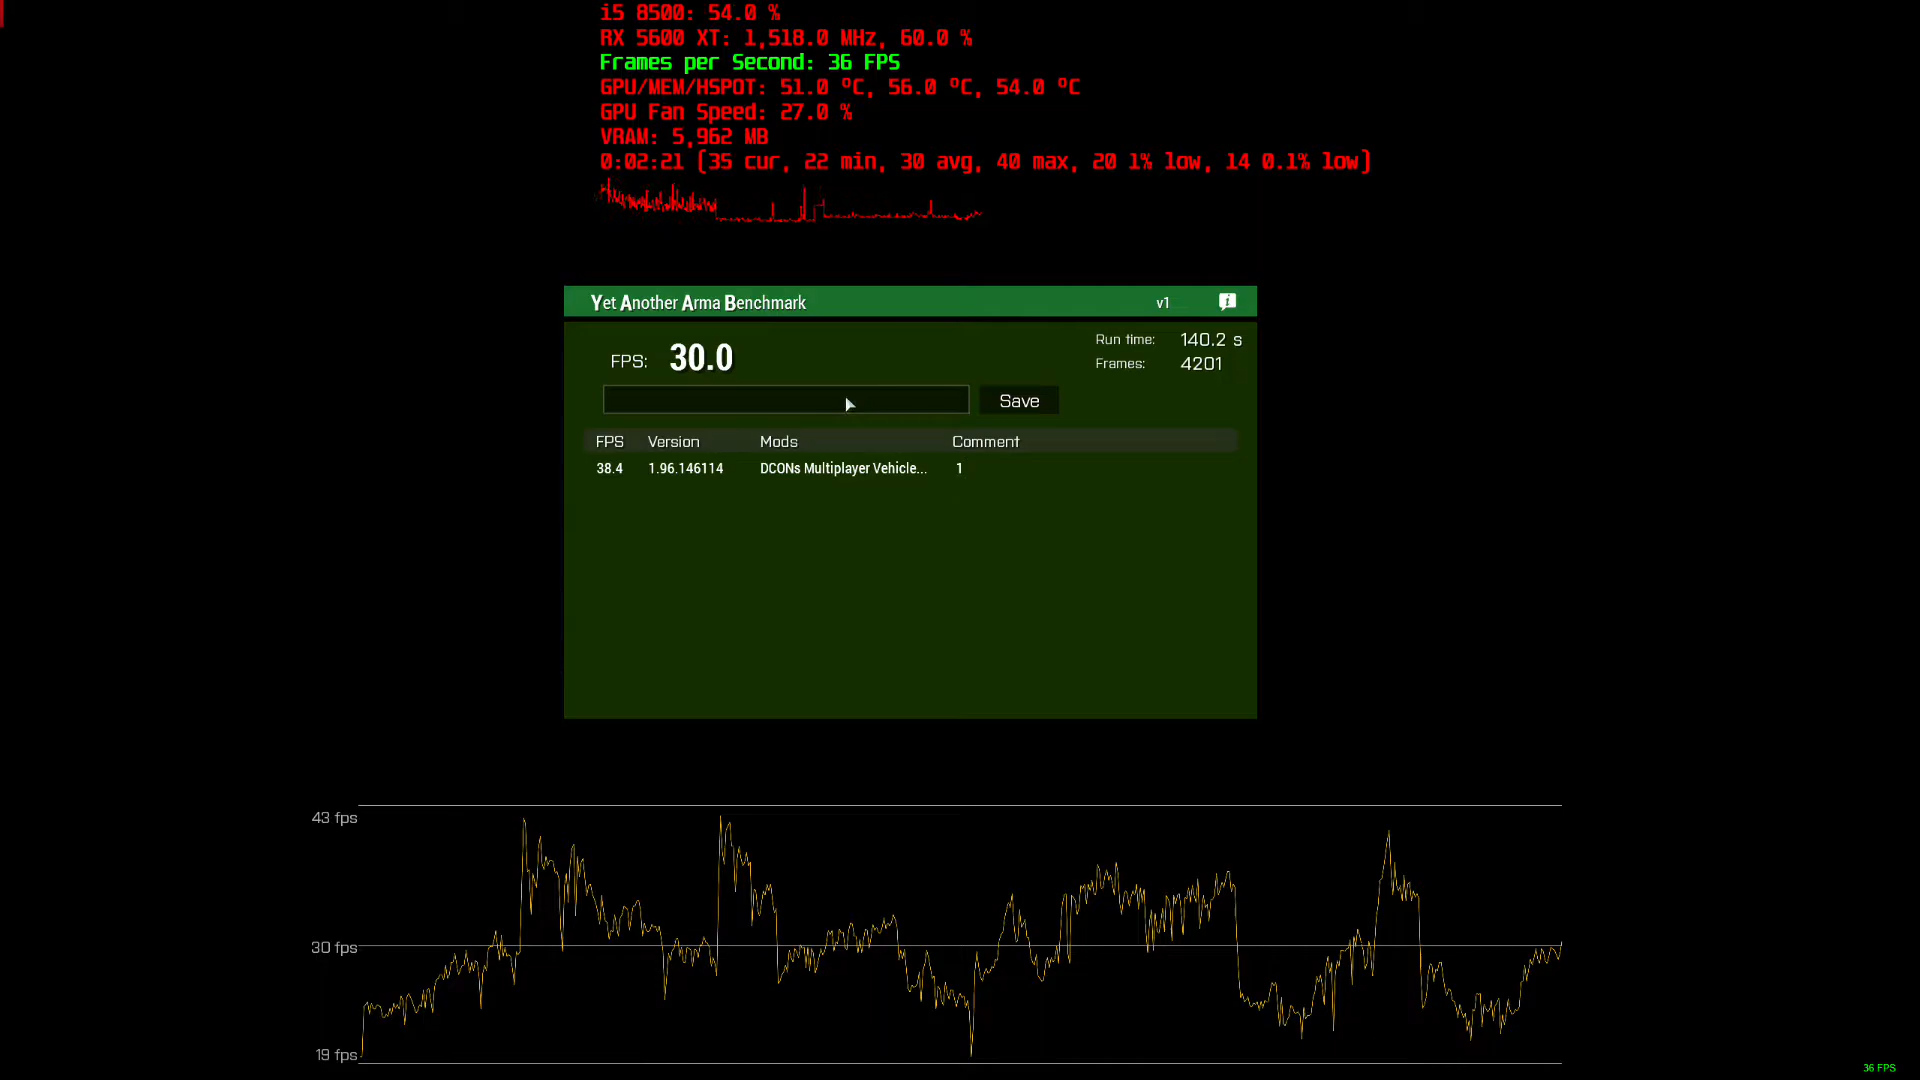 i5 8500: 54.0 %
RX 5600 XT: 1,518.0 MHz, 60.0 %
Frames per Second: 36 FPS
GPU/MEM/HSPOT: 51.0 ºC, 56.0 ºC, 54.0 ºC
GPU Fan Speed: 27.0 %
VRAM: 5,962 MB
0:02:21 [35 cur, 22 min, 30 avg, 40 max, 20 1% low, 14 0.1% low]
Yet Another Arma Benchmark v1
FPS: 30.0
Run time: 140.2 s
Frames: 4201
Save
FPS Version Mods Comment
38.4 1.96.146114 DCONs Multiplayer Vehicle... 1
43 fps
30 fps
19 fps
36 FPS